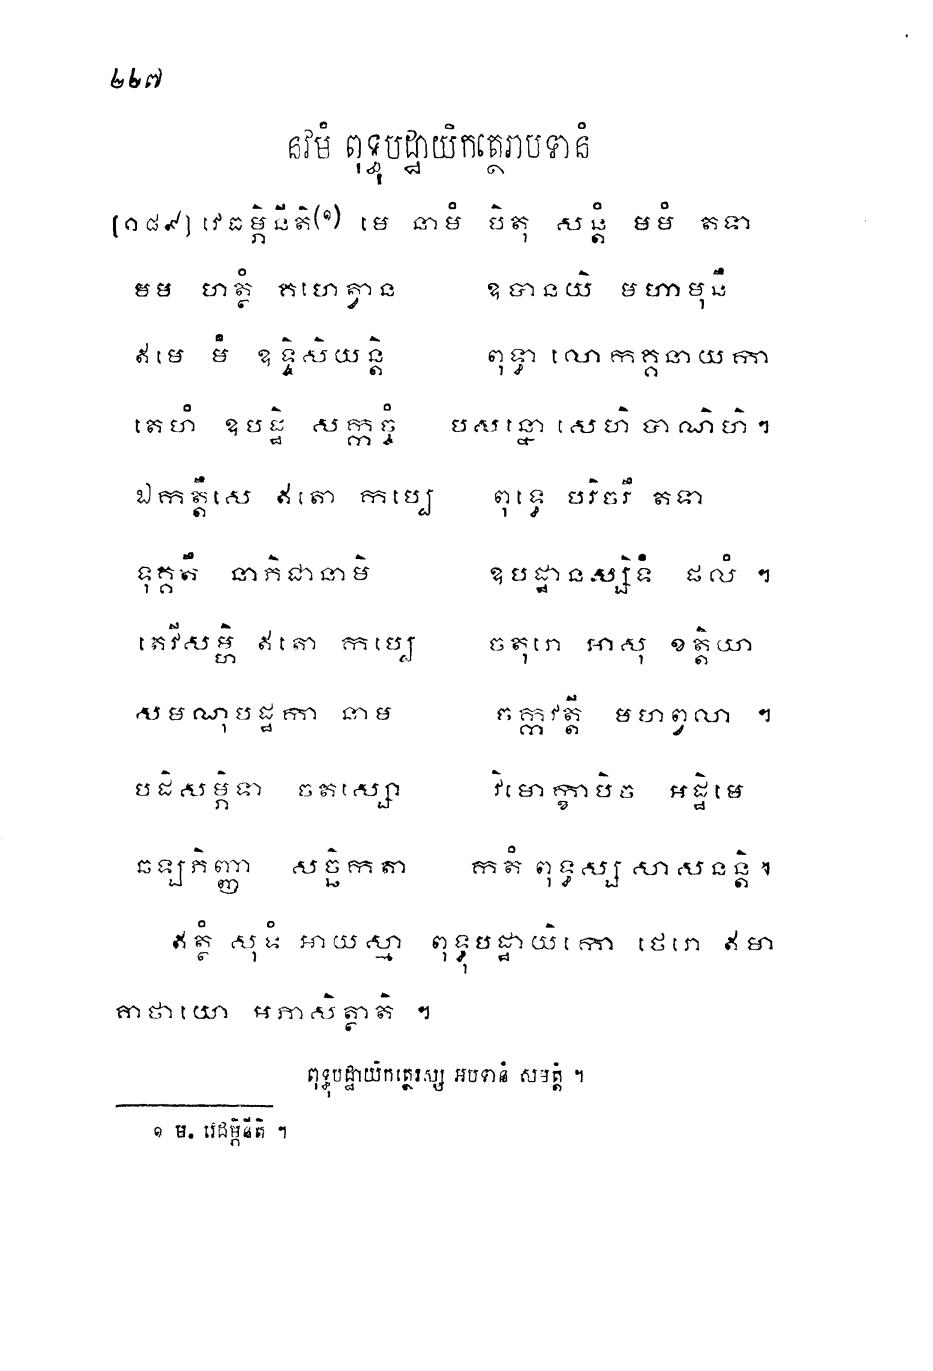 ២២៧
នវមំ ពុទ្ធុបដ្ឋាយិកត្ថេរាបទានំ
[១៨៩] វេធម្ភិនីតិ(១) មេ នាមំ បិតុ សន្តំ មមំ តទា
មម ហត្ថំ គហេត្វាន ឧបានយិ មហាមុនឹ
ឥមេ មំ ឧទ្ទិសិយន្តិ ពុទ្ធា លោកគ្គនាយកា
តេហំ ឧបដ្ឋឹ សក្កច្ចំ បសន្នោ សេហិ បាណិហិ។
ឯកត្តឹសេ ឥតោ កប្បេ ពុទ្ធេ បរិចរឹ តទា
ទុគ្គតឹ នាភិជានាមិ ឧបដ្ឋានស្សិទំ ផលំ ។
តេវីសម្ហិ ឥតោ កប្បេ ចតុរោ អាសុ ខត្តិយា
សមណុបដ្ឋកា នាម ចក្កវត្តី មហព្វលា ។
បដិសម្ភិទា ចតស្សោ វិមោក្ខាបិច អដ្ឋិមេ
ឆឡភិញ្ញា សច្ឆិកតា កតំ ពុទ្ធស្ស សាសនន្តិ។
ឥត្ថំ សុទំ អាយស្មា ពុទ្ធុបដ្ឋាយិកោ ថេរោ ឥមា
គាថាយោ អភាសិត្ថាតិ ។
ពុទ្ធុបដ្ឋាយិកត្ថេរស្ស អបទានំ សមត្តំ ។
១ ម. វេដម្ភិនីតិ ។